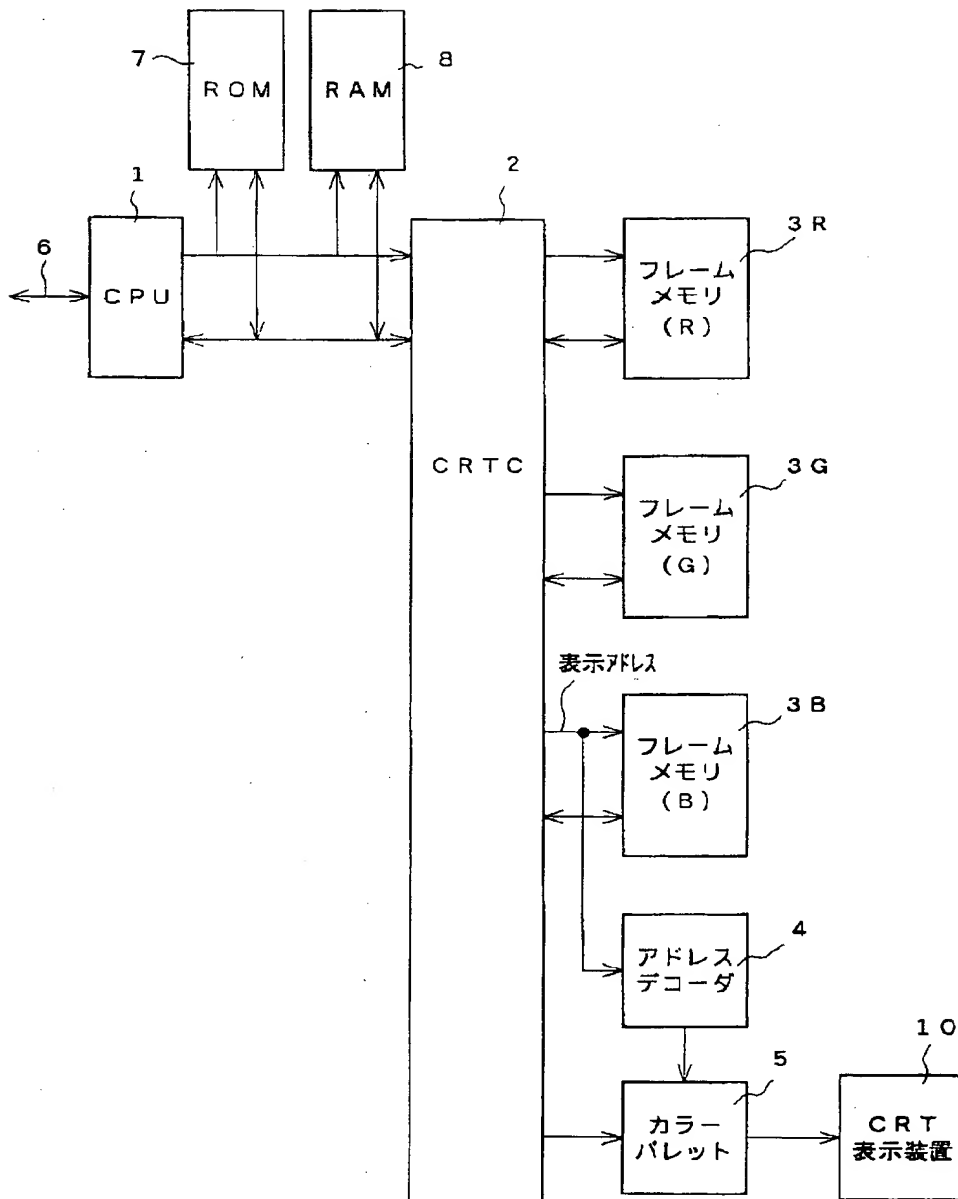 7
ROM
8
RAM
1
2
6
CPU
3R
フレーム
メモリ
(R)
CRTC
3G
フレーム
メモリ
(G)
表示アドレス
3B
フレーム
メモリ
(B)
4
アドレス
デコーダ
5
カラー
パレット
10
CRT
表示装置